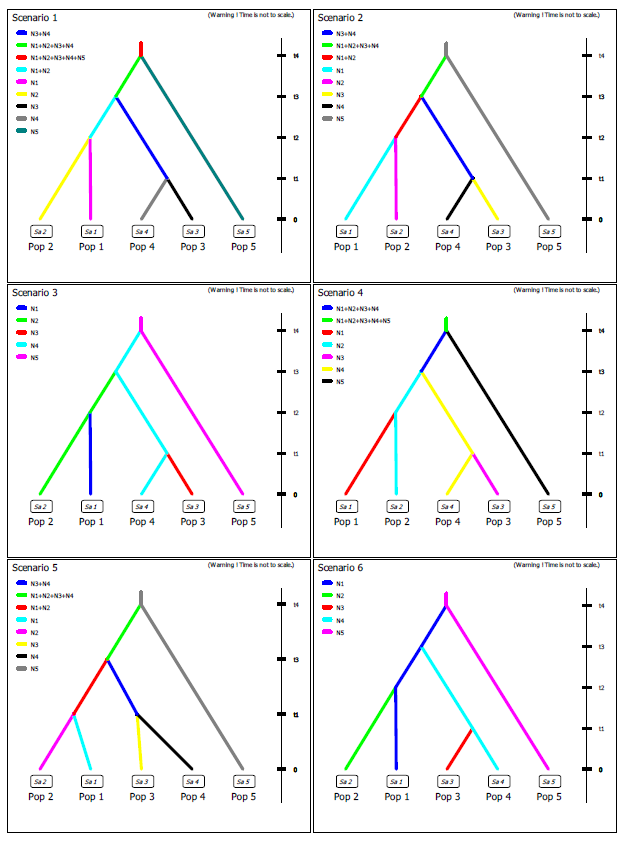 Scenario 1
(Warning ! Time is not to scale.)
N3+N4
N1+N2+N3+N4
N1+N2+N3+N4+N5
N1+N2
N1
N2
N3
N4
N5
t4
t3
t2
t1
0
Sa 2 Sa 1 Sa 4 Sa 3 Sa 5
Pop 2 Pop 1 Pop 4 Pop 3 Pop 5
Scenario 2
(Warning ! Time is not to scale.)
N3+N4
N1+N2+N3+N4
N1+N2
N1
N2
N3
N4
N5
t4
t3
t2
t1
0
Sa 1 Sa 2 Sa 4 Sa 3 Sa 5
Pop 1 Pop 2 Pop 4 Pop 3 Pop 5
Scenario 3
(Warning ! Time is not to scale.)
N1
N2
N3
N4
N5
t4
t3
t2
t1
0
Sa 2 Sa 1 Sa 4 Sa 3 Sa 5
Pop 2 Pop 1 Pop 4 Pop 3 Pop 5
Scenario 4
(Warning ! Time is not to scale.)
N1+N2+N3+N4
N1+N2+N3+N4+N5
N1
N2
N3
N4
N5
t4
t3
t2
t1
0
Sa 1 Sa 2 Sa 4 Sa 3 Sa 5
Pop 1 Pop 2 Pop 4 Pop 3 Pop 5
Scenario 5
(Warning ! Time is not to scale.)
N3+N4
N1+N2+N3+N4
N1+N2
N1
N2
N3
N4
N5
t4
t3
t1
0
Sa 2 Sa 1 Sa 3 Sa 4 Sa 5
Pop 2 Pop 1 Pop 3 Pop 4 Pop 5
Scenario 6
(Warning ! Time is not to scale.)
N1
N2
N3
N4
N5
t4
t3
t2
t1
0
Sa 2 Sa 1 Sa 3 Sa 4 Sa 5
Pop 2 Pop 1 Pop 3 Pop 4 Pop 5